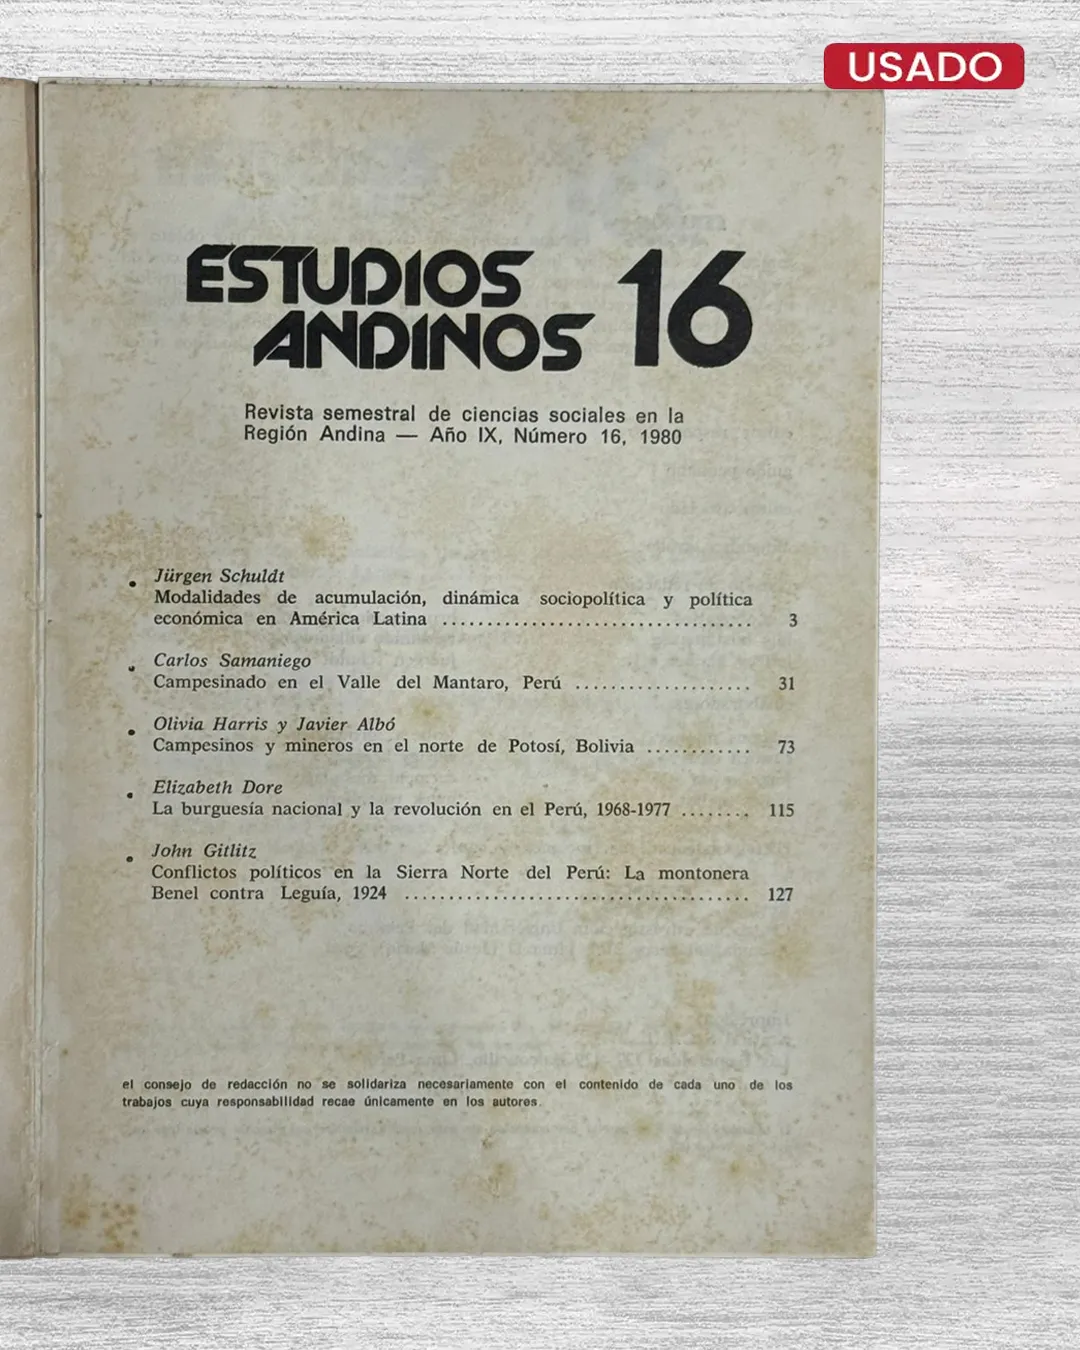 USADO
ESTUDIOS
ANDINOS 16
Revista semestral de ciencias sociales en la
Región Andina — Año IX, Número 16, 1980
Jürgen Schuldt
Modalidades de acumulación, dinámica sociopolítica y política
económica en América Latina ................................... 3
Carlos Samaniego
Campesinado en el Valle del Mantaro, Perú .................... 31
Olivia Harris y Javier Albó
Campesinos y mineros en el norte de Potosí, Bolivia ............ 73
Elizabeth Dore
La burguesía nacional y la revolución en el Perú, 1968-1977 ........ 115
John Gitlitz
Conflictos políticos en la Sierra Norte del Perú: La montonera
Benel contra Leguía, 1924 ....................................... 127
el consejo de redacción no se solidariza necesariamente con el contenido de cada uno de los
trabajos cuya responsabilidad recae únicamente en los autores.